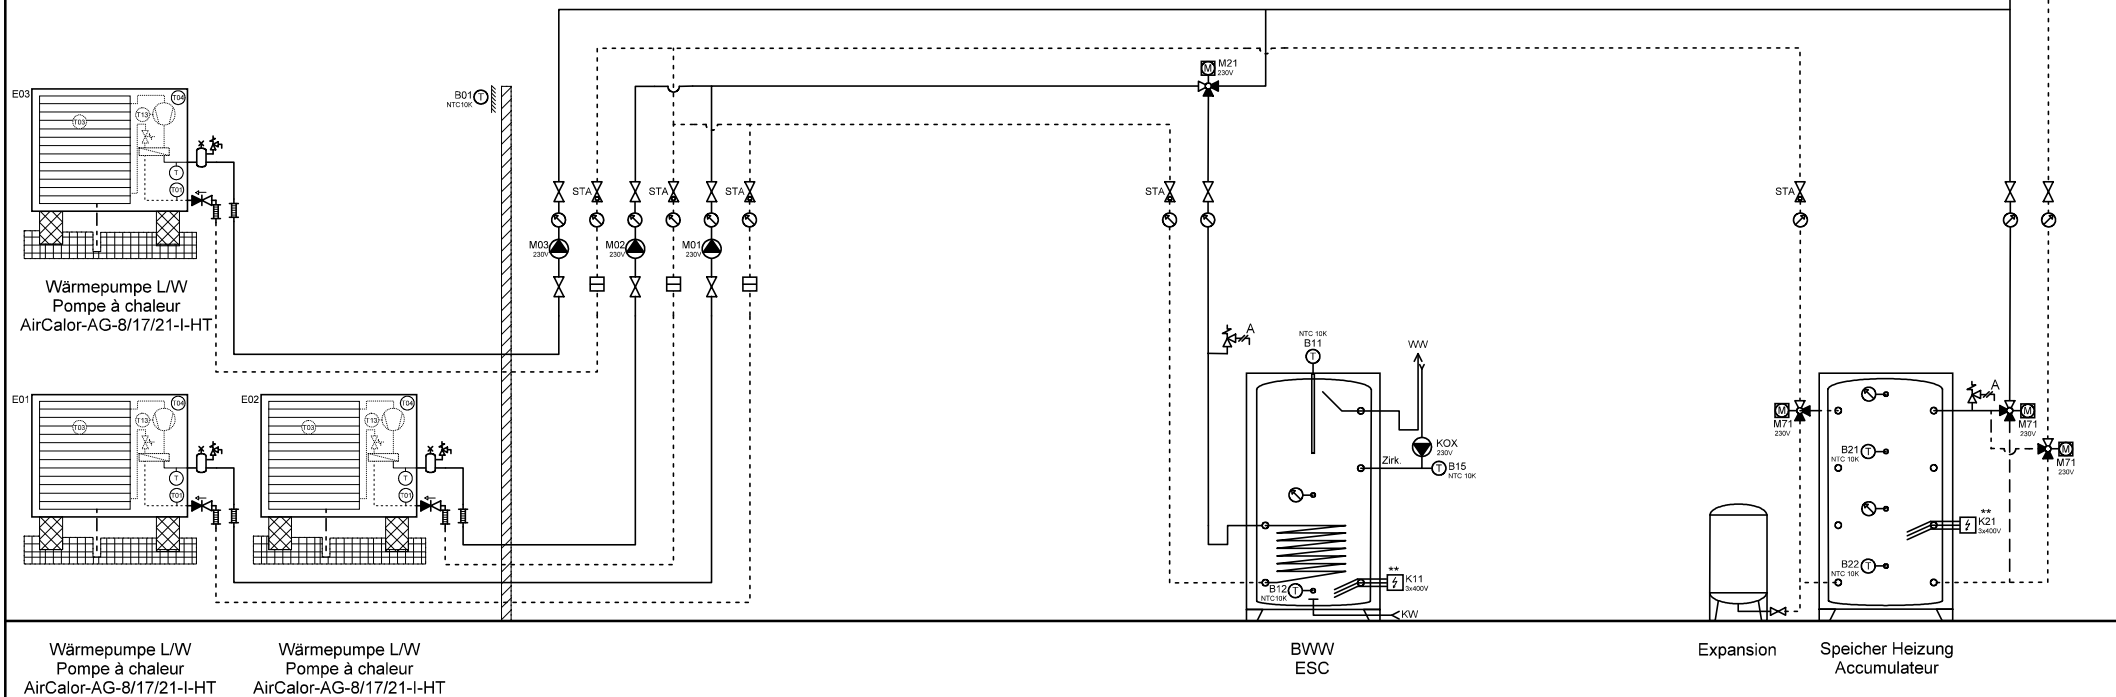 M21
230V
E03
T04
T13
T03
T
T01
B01
T
NTC10K
M
STA
STA
STA
STA
STA
M03
230V
M02
230V
M01
230V
Wärmepumpe L/W
Pompe à chaleur
AirCalor-AG-8/17/21-I-HT
A
NTC 10K
B11
T
WW
E01
T04
T13
T03
T
T01
E02
T04
T13
T03
T
T01
KOX
230V
Zirk.
T
B15
NTC 10K
B12
T
NTC10K
**
K11
3x400V
KW
M
M71
230V
A
M
M71
230V
M
M71
230V
B21
T
NTC 10K
**
K21
3x400V
B22
T
NTC 10K
Wärmepumpe L/W
Pompe à chaleur
AirCalor-AG-8/17/21-I-HT
Wärmepumpe L/W
Pompe à chaleur
AirCalor-AG-8/17/21-I-HT
BWW
ESC
Expansion
Speicher Heizung
Accumulateur